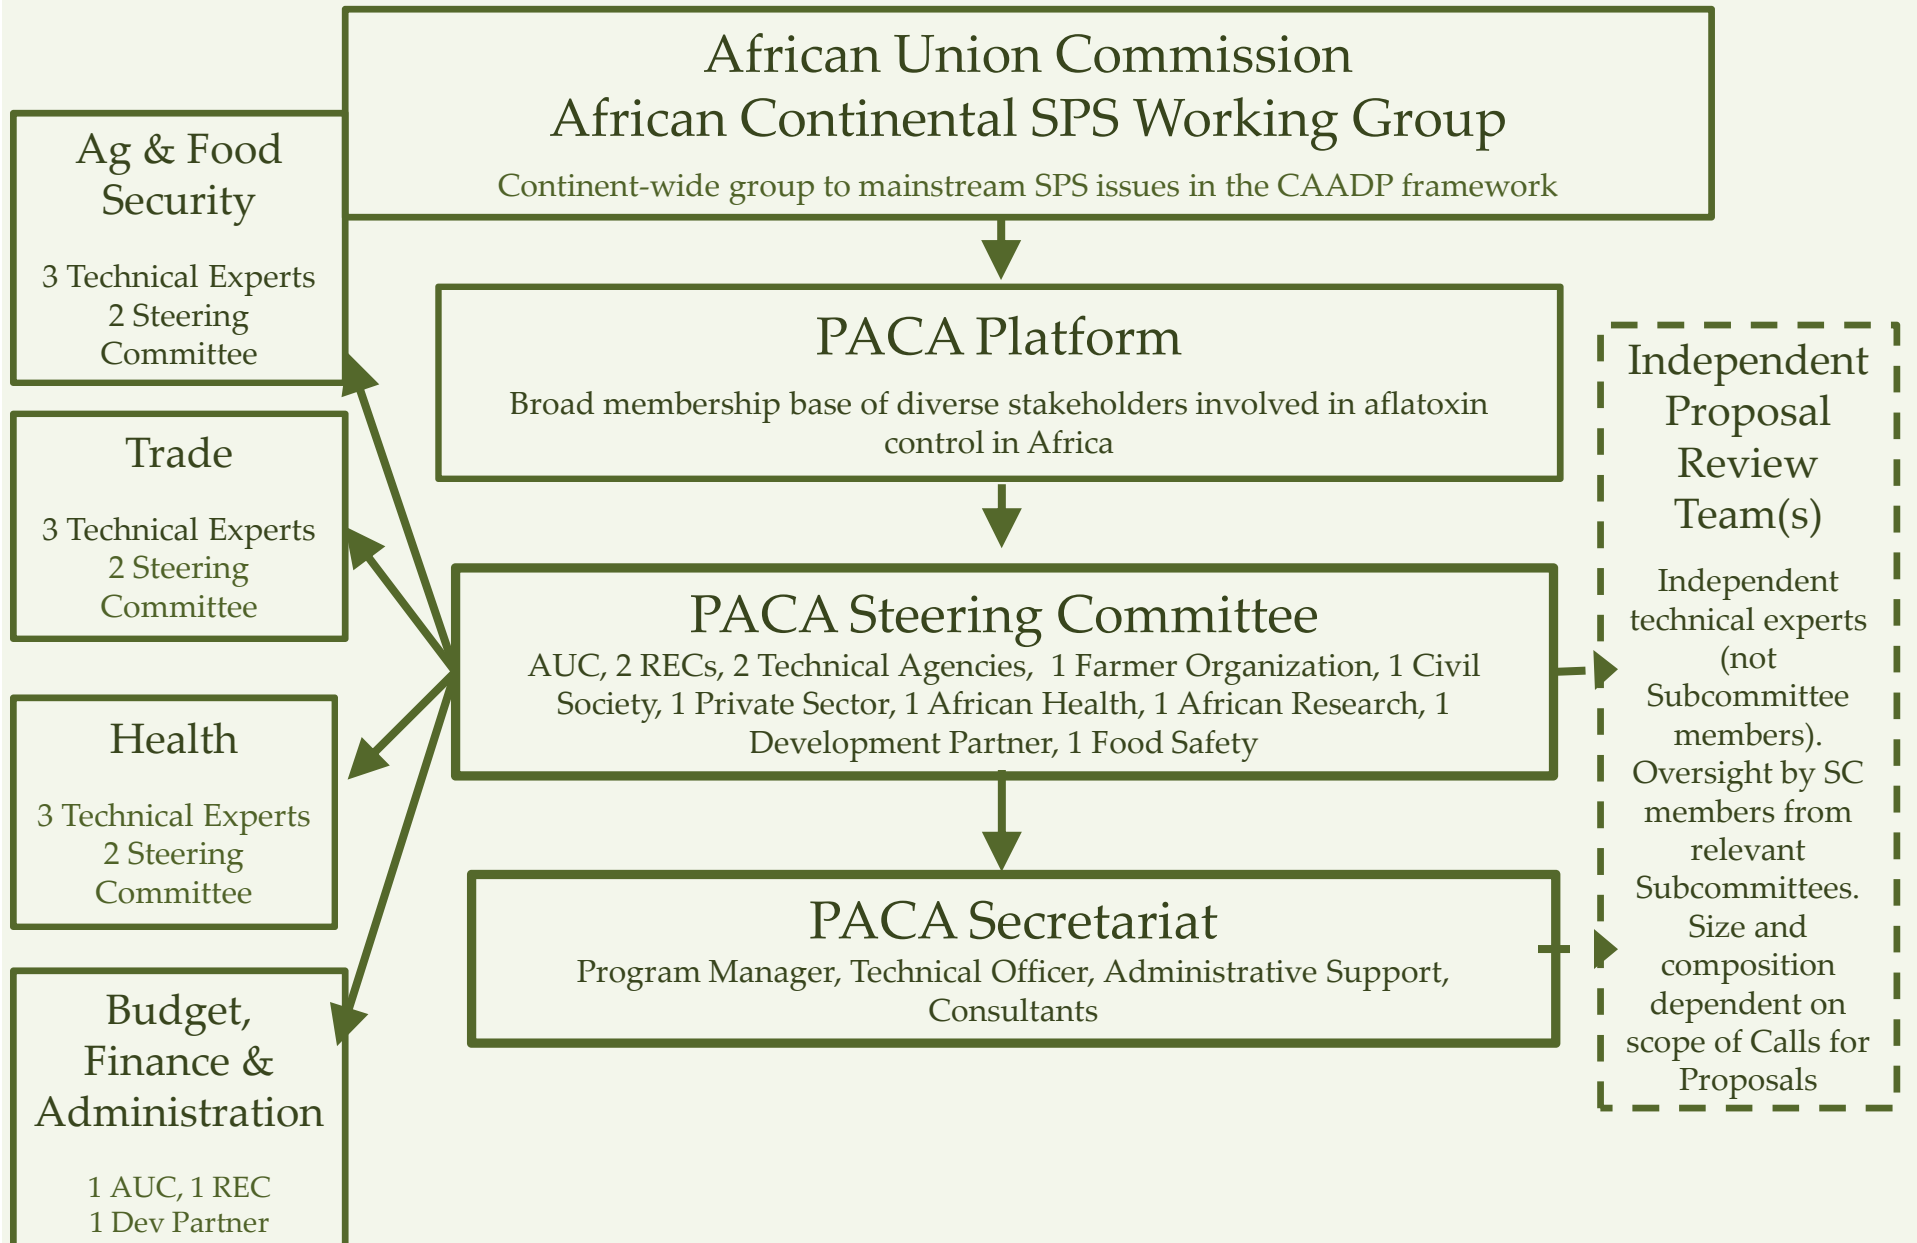 African Union Commission
African Continental SPS Working Group
Continent-wide group to mainstream SPS issues in the CAADP framework
Ag & Food
Security
3 Technical Experts
2 Steering
Committee
Trade
3 Technical Experts
2 Steering
Committee
Health
3 Technical Experts
2 Steering
Committee
Budget,
Finance &
Administration
1 AUC, 1 REC
1 Dev Partner
PACA Platform
Broad membership base of diverse stakeholders involved in aflatoxin
control in Africa
PACA Steering Committee
AUC, 2 RECs, 2 Technical Agencies, 1 Farmer Organization, 1 Civil
Society, 1 Private Sector, 1 African Health, 1 African Research, 1
Development Partner, 1 Food Safety
PACA Secretariat
Program Manager, Technical Officer, Administrative Support,
Consultants
Independent
Proposal
Review
Team(s)
Independent
technical experts
(not
Subcommittee
members).
Oversight by SC
members from
relevant
Subcommittees.
Size and
composition
dependent on
scope of Calls for
Proposals